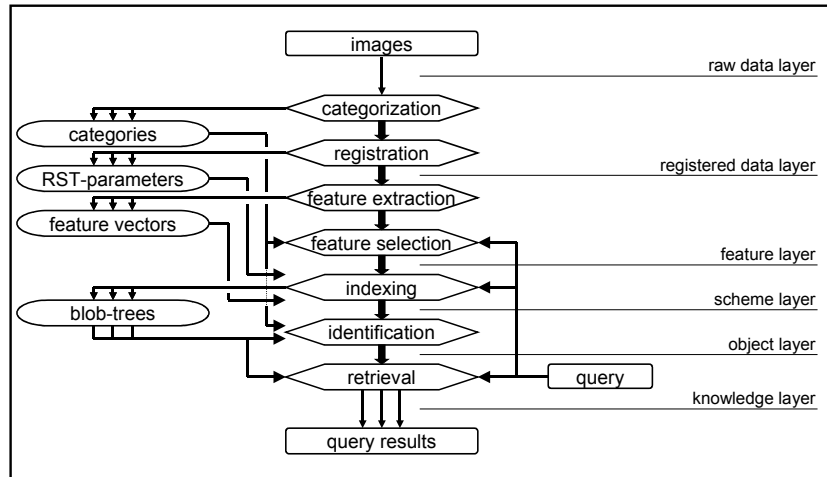 images
raw data layer
categorization
categories
registration
registered data layer
RST-parameters
feature extraction
feature vectors
feature selection
feature layer
indexing
scheme layer
blob-trees
identification
object layer
retrieval
query
knowledge layer
query results